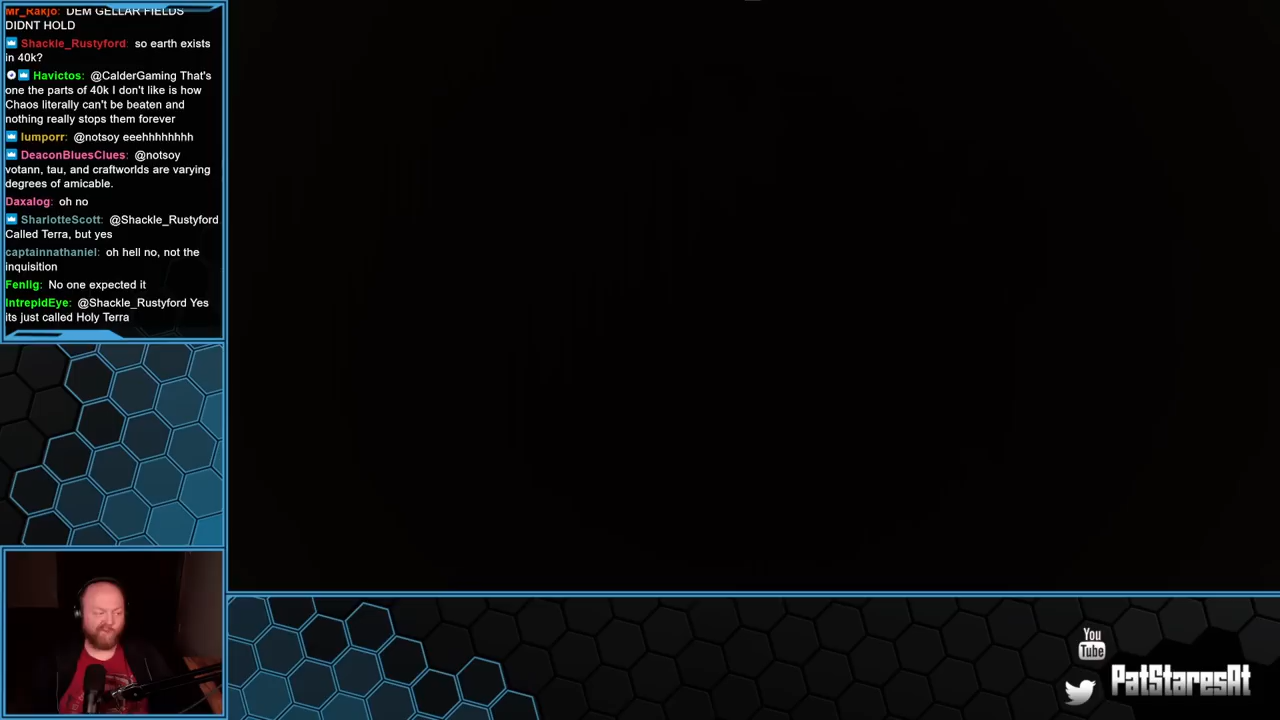 Mr_Rakjo: DEM GELLAR FIELDS
DIDNT HOLD
Shackle_Rustyford: so earth exists
in 40k?
Havictos: @CalderGaming That's
one the parts of 40k I don't like is how
Chaos literally can't be beaten and
nothing really stops them forever
lumporr: @notsoy eeehhhhhhhh
DeaconBluesClues: @notsoy
votann, tau, and craftworlds are varying
degrees of amicable.
Daxalog: oh no
SharlotteScott: @Shackle_Rustyford
Called Terra, but yes
captainnathaniel: oh hell no, not the
inquisition
Fenlig: No one expected it
IntrepidEye: @Shackle_Rustyford Yes
its just called Holy Terra
You
Tube
PatStaresAt